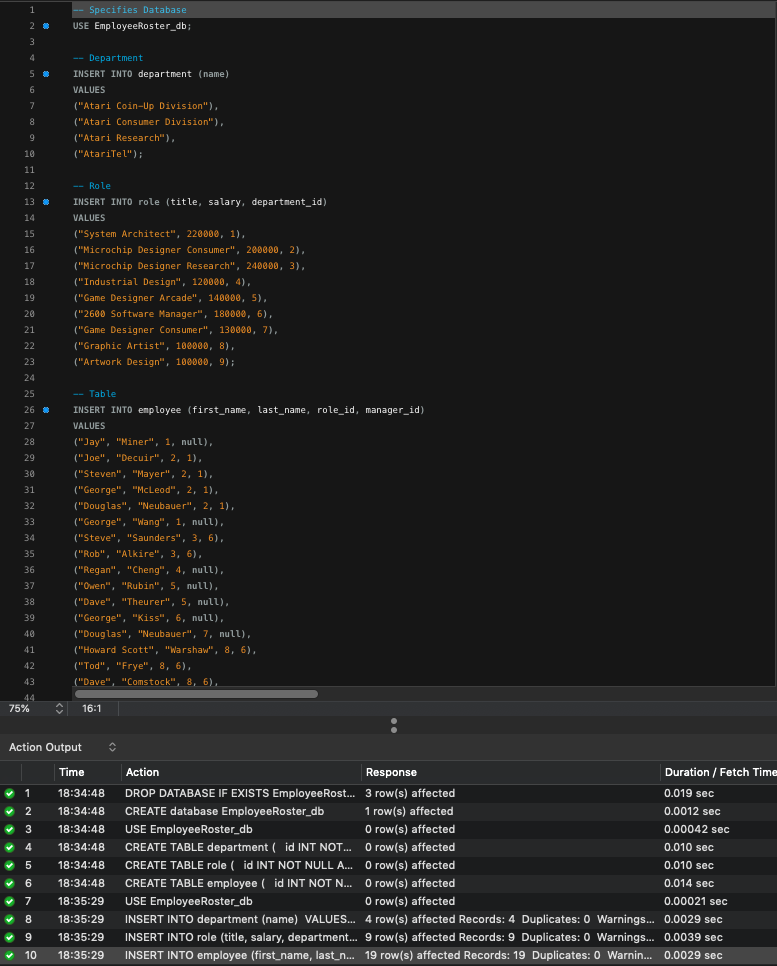 1 -- Specifies Database
2 USE EmployeeRoster_db;
3
4 -- Department
5 INSERT INTO department (name)
6 VALUES
7 ("Atari Coin-Up Division"),
8 ("Atari Consumer Division"),
9 ("Atari Research"),
10 ("AtariTel");
11
12 -- Role
13 INSERT INTO role (title, salary, department_id)
14 VALUES
15 ("System Architect", 220000, 1),
16 ("Microchip Designer Consumer", 200000, 2),
17 ("Microchip Designer Research", 240000, 3),
18 ("Industrial Design", 120000, 4),
19 ("Game Designer Arcade", 140000, 5),
20 ("2600 Software Manager", 180000, 6),
21 ("Game Designer Consumer", 130000, 7),
22 ("Graphic Artist", 100000, 8),
23 ("Artwork Design", 100000, 9);
24
25 -- Table
26 INSERT INTO employee (first_name, last_name, role_id, manager_id)
27 VALUES
28 ("Jay", "Miner", 1, null),
29 ("Joe", "Decuir", 2, 1),
30 ("Steven", "Mayer", 2, 1),
31 ("George", "McLeod", 2, 1),
32 ("Douglas", "Neubauer", 2, 1),
33 ("George", "Wang", 1, null),
34 ("Steve", "Saunders", 3, 6),
35 ("Rob", "Alkire", 3, 6),
36 ("Regan", "Cheng", 4, null),
37 ("Owen", "Rubin", 5, null),
38 ("Dave", "Theurer", 5, null),
39 ("George", "Kiss", 6, null),
40 ("Douglas", "Neubauer", 7, null),
41 ("Howard Scott", "Warshaw", 8, 6),
42 ("Tod", "Frye", 8, 6),
43 ("Dave", "Comstock", 8, 6),
44
75% 16:1
Action Output
Time Action Response Duration / Fetch Time
1 18:34:48 DROP DATABASE IF EXISTS EmployeeRost... 3 row(s) affected 0.019 sec
2 18:34:48 CREATE database EmployeeRoster_db 1 row(s) affected 0.0012 sec
3 18:34:48 USE EmployeeRoster_db 0 row(s) affected 0.00042 sec
4 18:34:48 CREATE TABLE department ( id INT NOT... 0 row(s) affected 0.010 sec
5 18:34:48 CREATE TABLE role ( id INT NOT NULL A... 0 row(s) affected 0.010 sec
6 18:34:48 CREATE TABLE employee ( id INT NOT N... 0 row(s) affected 0.014 sec
7 18:35:29 USE EmployeeRoster_db 0 row(s) affected 0.00021 sec
8 18:35:29 INSERT INTO department (name) VALUES... 4 row(s) affected Records: 4 Duplicates: 0 Warnings... 0.0029 sec
9 18:35:29 INSERT INTO role (title, salary, department... 9 row(s) affected Records: 9 Duplicates: 0 Warnings... 0.0039 sec
10 18:35:29 INSERT INTO employee (first_name, last_n... 19 row(s) affected Records: 19 Duplicates: 0 Warnin... 0.0029 sec